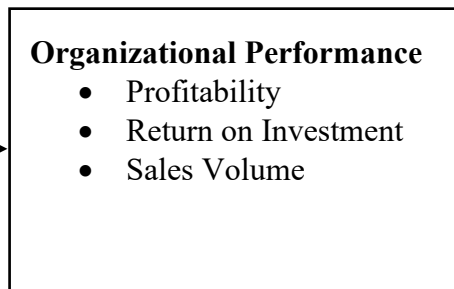 Organizational Performance
• Profitability
• Return on Investment
• Sales Volume